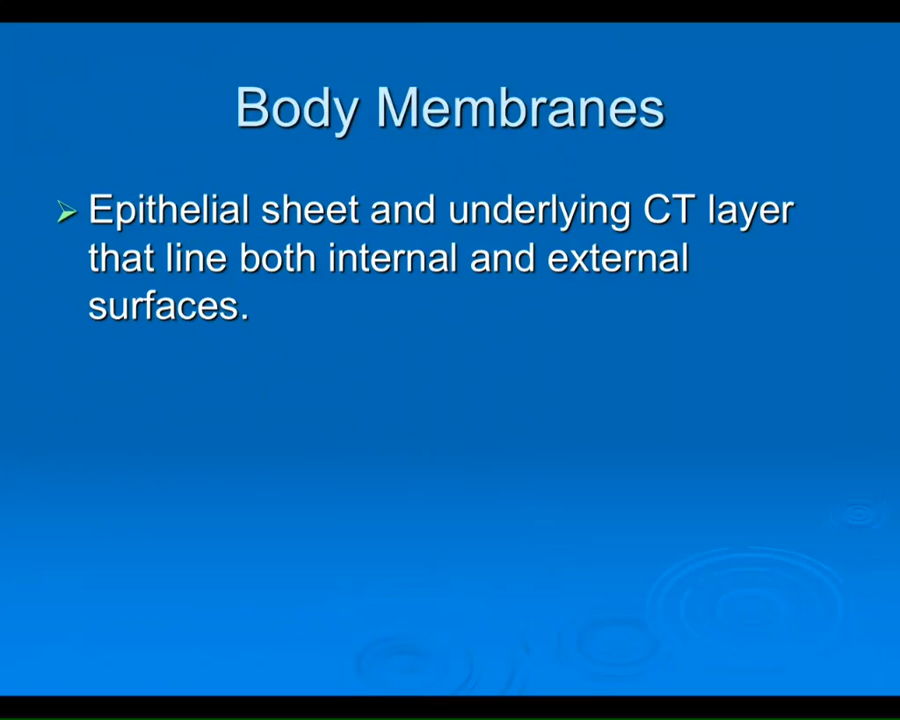 Body Membranes
Epithelial sheet and underlying CT layer
that line both internal and external
surfaces.